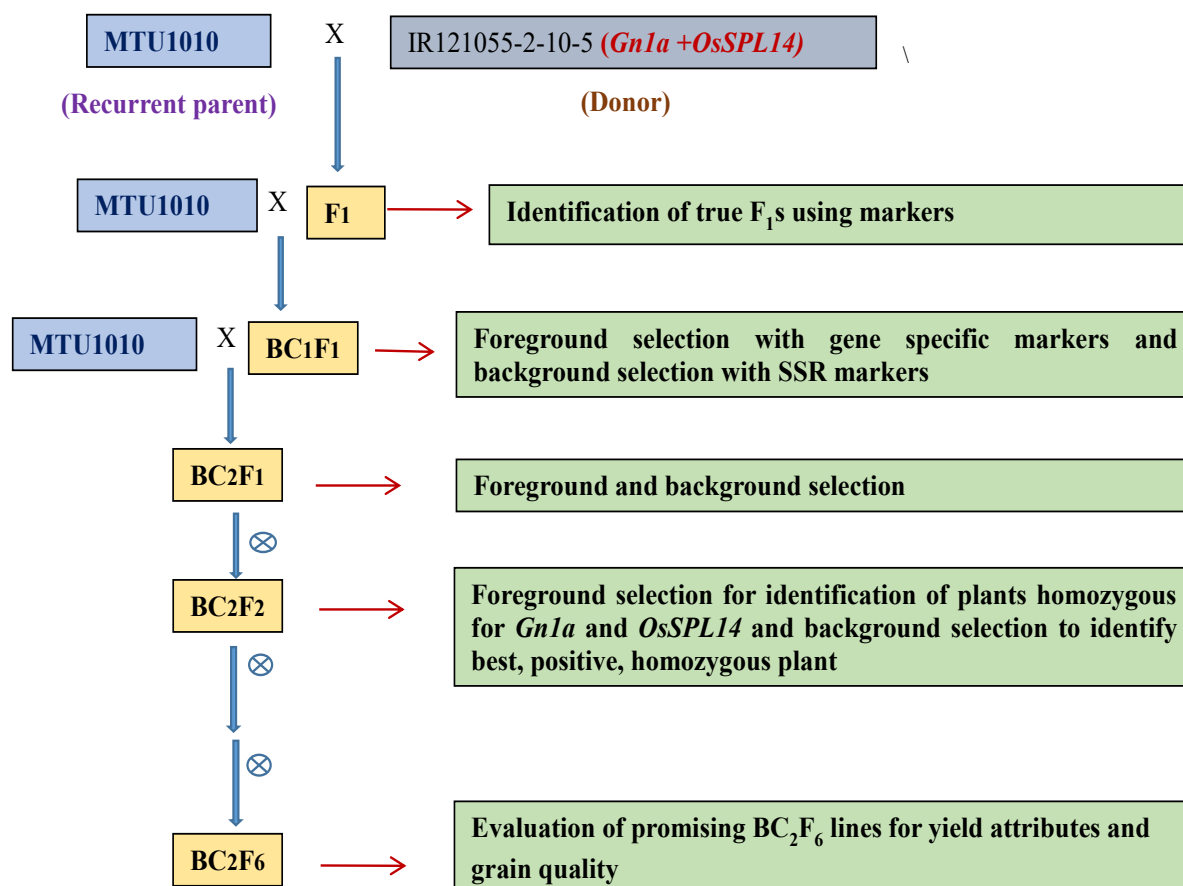 MTU1010 X IR121055-2-10-5 (Gn1a +OsSPL14) \
(Recurrent parent) (Donor)
MTU1010 X F1 Identification of true F1s using markers
MTU1010 X BC1F1 Foreground selection with gene specific markers and
background selection with SSR markers
BC2F1 Foreground and background selection
BC2F2 Foreground selection for identification of plants homozygous
for Gn1a and OsSPL14 and background selection to identify
best, positive, homozygous plant
BC2F6 Evaluation of promising BC2F6 lines for yield attributes and
grain quality